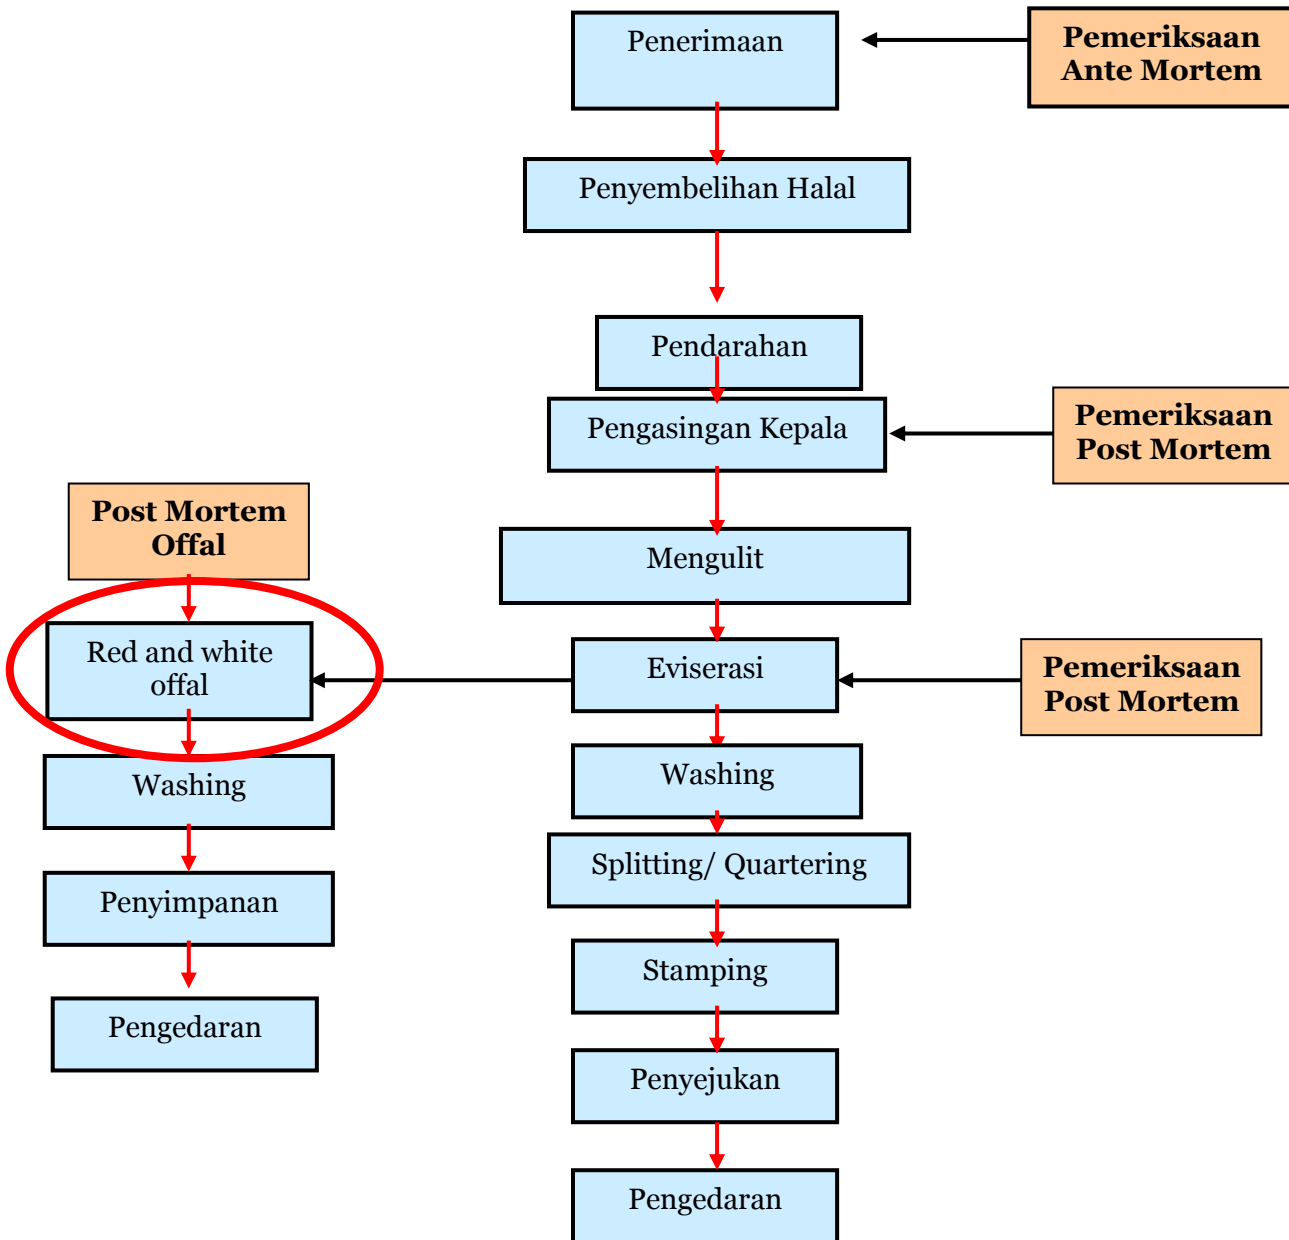 Penerimaan
Pemeriksaan
Ante Mortem
Penyembelihan Halal
Pendarahan
Pengasingan Kepala
Pemeriksaan
Post Mortem
Mengulit
Post Mortem
Offal
Red and white
offal
Eviserasi
Pemeriksaan
Post Mortem
Washing
Washing
Splitting/ Quartering
Penyimpanan
Stamping
Pengedaran
Penyejukan
Pengedaran